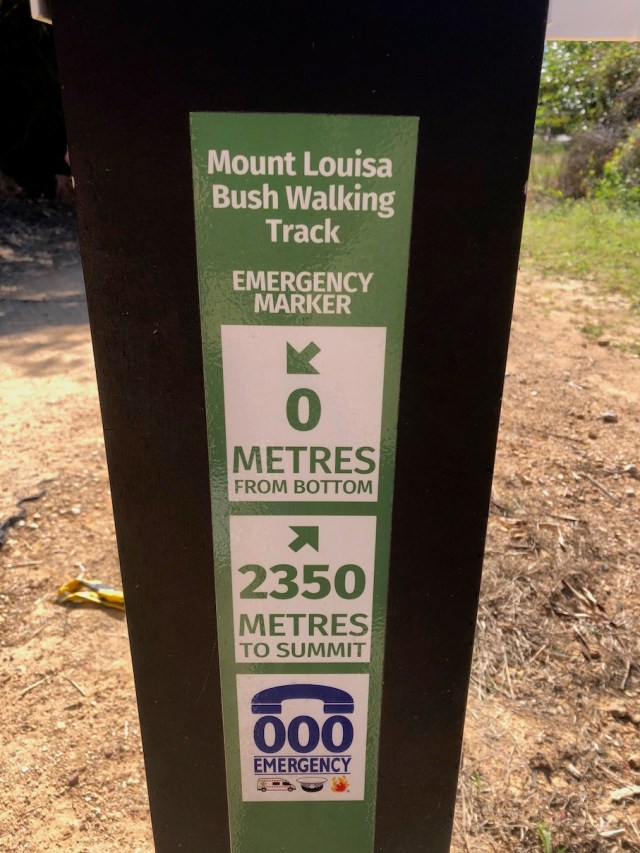 Mount Louisa
Bush Walking
Track
EMERGENCY
MARKER
0
METRES
FROM BOTTOM
2350
METRES
TO SUMMIT
000
EMERGENCY